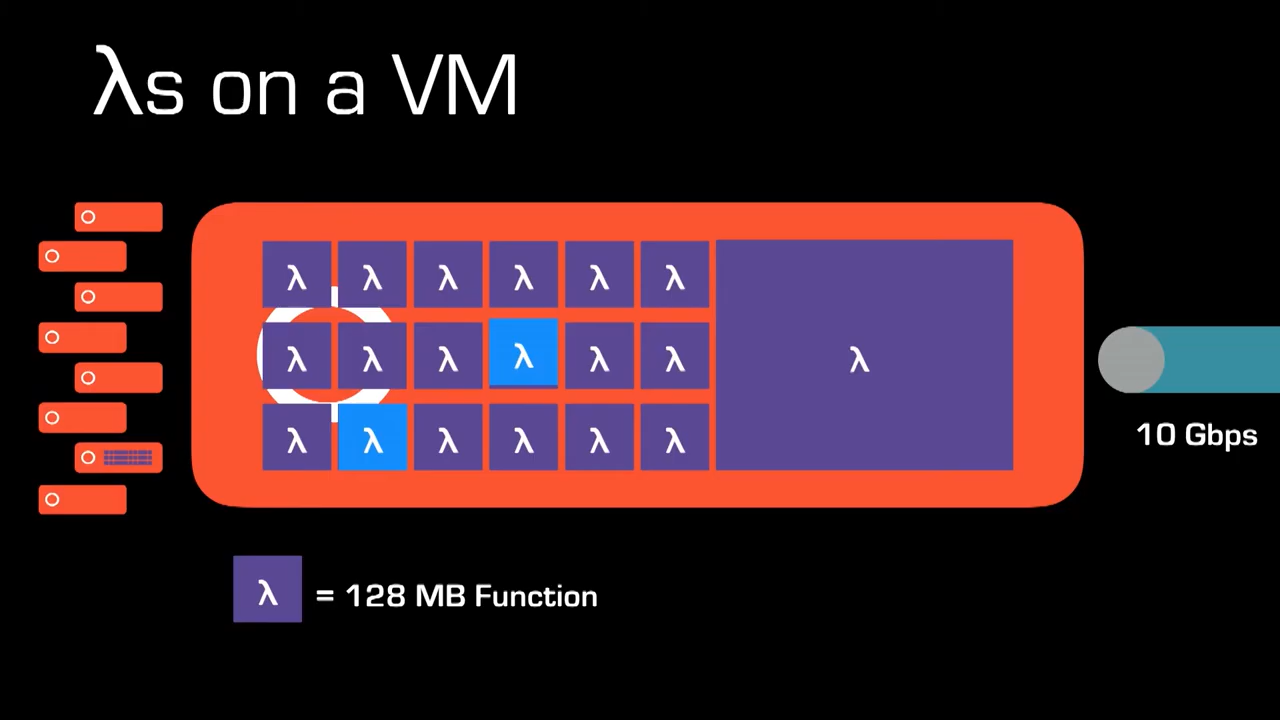 λs on a VM
λ λ λ λ λ λ
λ λ λ λ λ λ λ
λ λ λ λ λ λ
10 Gbps
λ = 128 MB Function